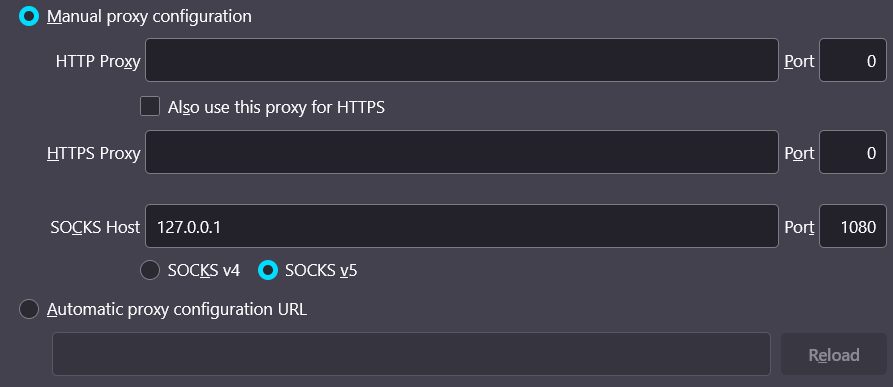 Manual proxy configuration
HTTP Proxy Port 0
Also use this proxy for HTTPS
HTTPS Proxy Port 0
SOCKS Host 127.0.0.1 Port 1080
SOCKS v4 SOCKS v5
Automatic proxy configuration URL
Reload